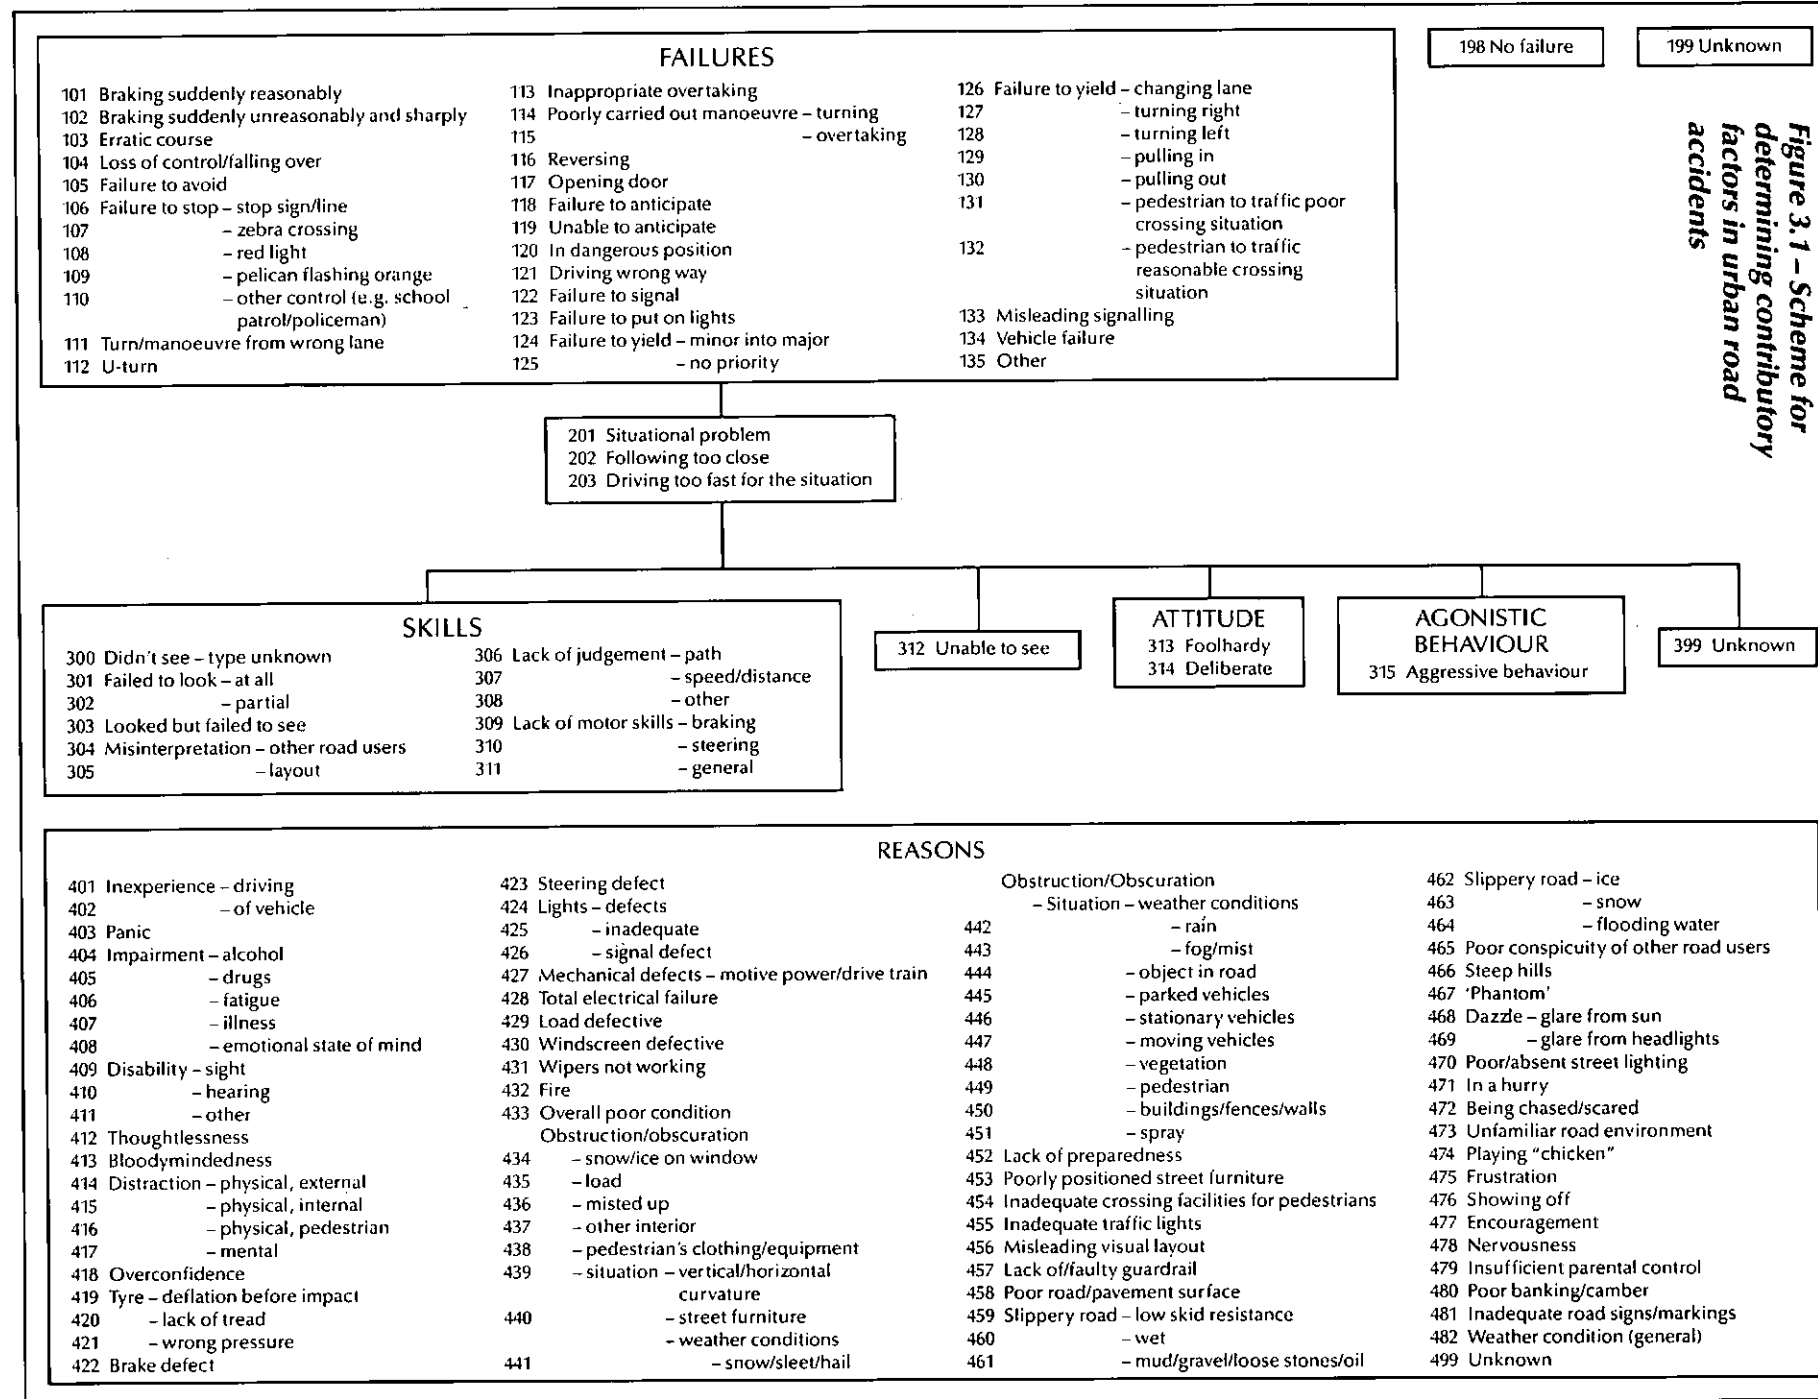 FAILURES
101 Braking suddenly reasonably
102 Braking suddenly unreasonably and sharply
103 Erratic course
104 Loss of control/falling over
105 Failure to avoid
106 Failure to stop – stop sign/line
107 – zebra crossing
108 – red light
109 – pelican flashing orange
110 – other control (e.g. school
patrol/policeman)
111 Turn/manoeuvre from wrong lane
112 U-turn
113 Inappropriate overtaking
114 Poorly carried out manoeuvre – turning
115 – overtaking
116 Reversing
117 Opening door
118 Failure to anticipate
119 Unable to anticipate
120 In dangerous position
121 Driving wrong way
122 Failure to signal
123 Failure to put on lights
124 Failure to yield – minor into major
125 – no priority
126 Failure to yield – changing lane
127 – turning right
128 – turning left
129 – pulling in
130 – pulling out
131 – pedestrian to traffic poor
crossing situation
132 – pedestrian to traffic
reasonable crossing
situation
133 Misleading signalling
134 Vehicle failure
135 Other
198 No failure
199 Unknown
Figure 3.1 – Scheme for
determining contributory
factors in urban road
accidents
201 Situational problem
202 Following too close
203 Driving too fast for the situation
SKILLS
300 Didn't see – type unknown
301 Failed to look – at all
302 – partial
303 Looked but failed to see
304 Misinterpretation – other road users
305 – layout
306 Lack of judgement – path
307 – speed/distance
308 – other
309 Lack of motor skills – braking
310 – steering
311 – general
312 Unable to see
ATTITUDE
313 Foolhardy
314 Deliberate
AGONISTIC
BEHAVIOUR
315 Aggressive behaviour
399 Unknown
REASONS
401 Inexperience – driving
402 – of vehicle
403 Panic
404 Impairment – alcohol
405 – drugs
406 – fatigue
407 – illness
408 – emotional state of mind
409 Disability – sight
410 – hearing
411 – other
412 Thoughtlessness
413 Bloodymindedness
414 Distraction – physical, external
415 – physical, internal
416 – physical, pedestrian
417 – mental
418 Overconfidence
419 Tyre – deflation before impact
420 – lack of tread
421 – wrong pressure
422 Brake defect
423 Steering defect
424 Lights – defects
425 – inadequate
426 – signal defect
427 Mechanical defects – motive power/drive train
428 Total electrical failure
429 Load defective
430 Windscreen defective
431 Wipers not working
432 Fire
433 Overall poor condition
Obstruction/obscuration
434 – snow/ice on window
435 – load
436 – misted up
437 – other interior
438 – pedestrian's clothing/equipment
439 – situation – vertical/horizontal
curvature
440 – street furniture
– weather conditions
441 – snow/sleet/hail
Obstruction/Obscuration
– Situation – weather conditions
442 – rain
443 – fog/mist
444 – object in road
445 – parked vehicles
446 – stationary vehicles
447 – moving vehicles
448 – vegetation
449 – pedestrian
450 – buildings/fences/walls
451 – spray
452 Lack of preparedness
453 Poorly positioned street furniture
454 Inadequate crossing facilities for pedestrians
455 Inadequate traffic lights
456 Misleading visual layout
457 Lack of/faulty guardrail
458 Poor road/pavement surface
459 Slippery road – low skid resistance
460 – wet
461 – mud/gravel/loose stones/oil
462 Slippery road – ice
463 – snow
464 – flooding water
465 Poor conspicuity of other road users
466 Steep hills
467 'Phantom'
468 Dazzle – glare from sun
469 – glare from headlights
470 Poor/absent street lighting
471 In a hurry
472 Being chased/scared
473 Unfamiliar road environment
474 Playing "chicken"
475 Frustration
476 Showing off
477 Encouragement
478 Nervousness
479 Insufficient parental control
480 Poor banking/camber
481 Inadequate road signs/markings
482 Weather condition (general)
499 Unknown